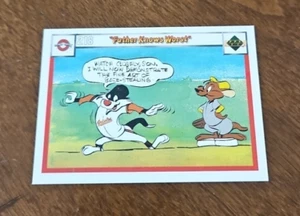 "Father Knows Worst"
WATCH CLOSELY, SON.
I WILL NOW DEMONSTRATE
THE FINE ART OF
BASE-STEALING.